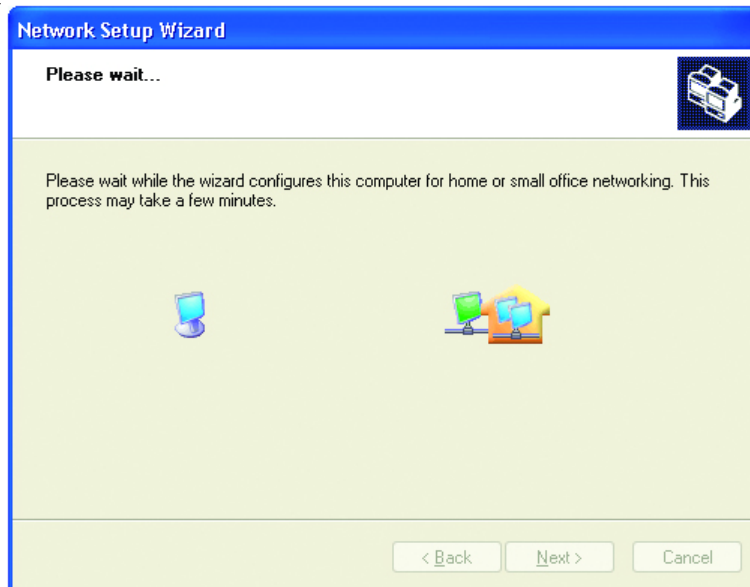 Network Setup Wizard
Please wait...
Please wait while the wizard configures this computer for home or small office networking. This
process may take a few minutes.
< Back Next > Cancel